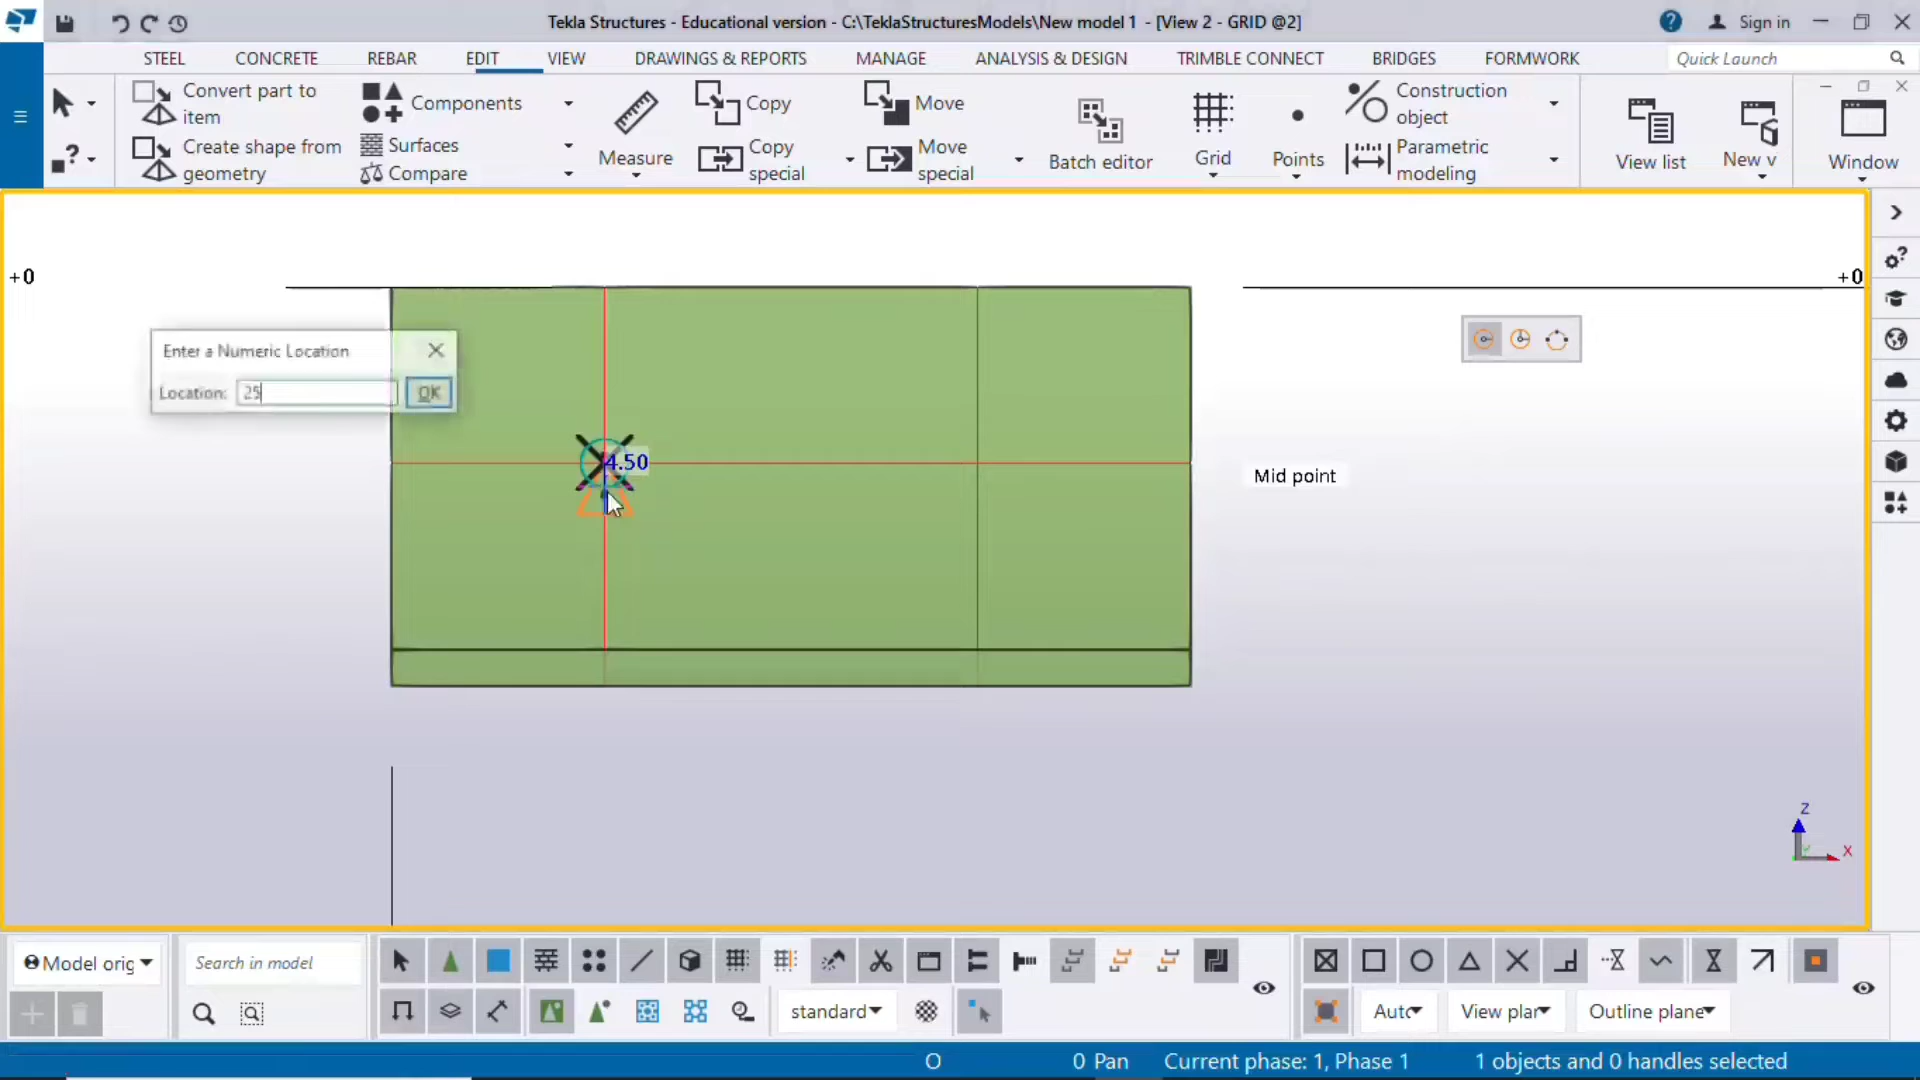 Tekla Structures - Educational version - C:\TeklaStructuresModels\New model 1 - [View 2 - GRID @2]
Sign in
STEEL
CONCRETE
REBAR
EDIT
VIEW
DRAWINGS & REPORTS
MANAGE
ANALYSIS & DESIGN
TRIMBLE CONNECT
BRIDGES
FORMWORK
Quick Launch
Convert part to
item
Create shape from
geometry
Components
Surfaces
Compare
Measure
Copy
Copy
special
Move
Move
special
Batch editor
Grid
Points
Construction
object
Parametric
modeling
View list
New v
Window
+0
+0
Enter a Numeric Location
Location: 25
OK
4.50
Mid point
Z
X
Model orig
Search in model
standard
Auto
View plar
Outline plane
O
0 Pan
Current phase: 1, Phase 1
1 objects and 0 handles selected